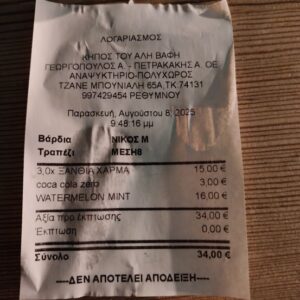 ΛΟΓΑΡΙΑΣΜΟΣ
ΚΗΠΟΣ ΤΟΥ ΑΛΗ ΒΑΦΗ
ΓΕΩΡΓΙΟΠΟΥΛΟΣ Α. - ΠΕΤΡΑΚΑΚΗΣ Α. ΟΕ
ΑΝΑΨΥΚΤΗΡΙΟ-ΠΟΛΥΧΩΡΟΣ
ΤΖΑΝΕ ΜΠΟΥΝΙΑΛΗ 65Α,ΤΚ.74131
997429454 ΡΕΘΥΜΝΟΥ
Παρασκευή, Αυγούστου 8, 2025
9:48:16 μμ
Βάρδια ΝΙΚΟΣ Μ
Τραπέζι ΜΕΣΗ8
3,0x ΞΑΝΘΙΑ ΧΑΡΜΑ 15,00 €
coca cola zero 3,00 €
WATERMELON MINT 16,00 €
Αξία προ έκπτωσης 34,00 €
Έκπτωση 0,00 €
Σύνολο 34,00 €
----ΔΕΝ ΑΠΟΤΕΛΕΙ ΑΠΟΔΕΙΞΗ----